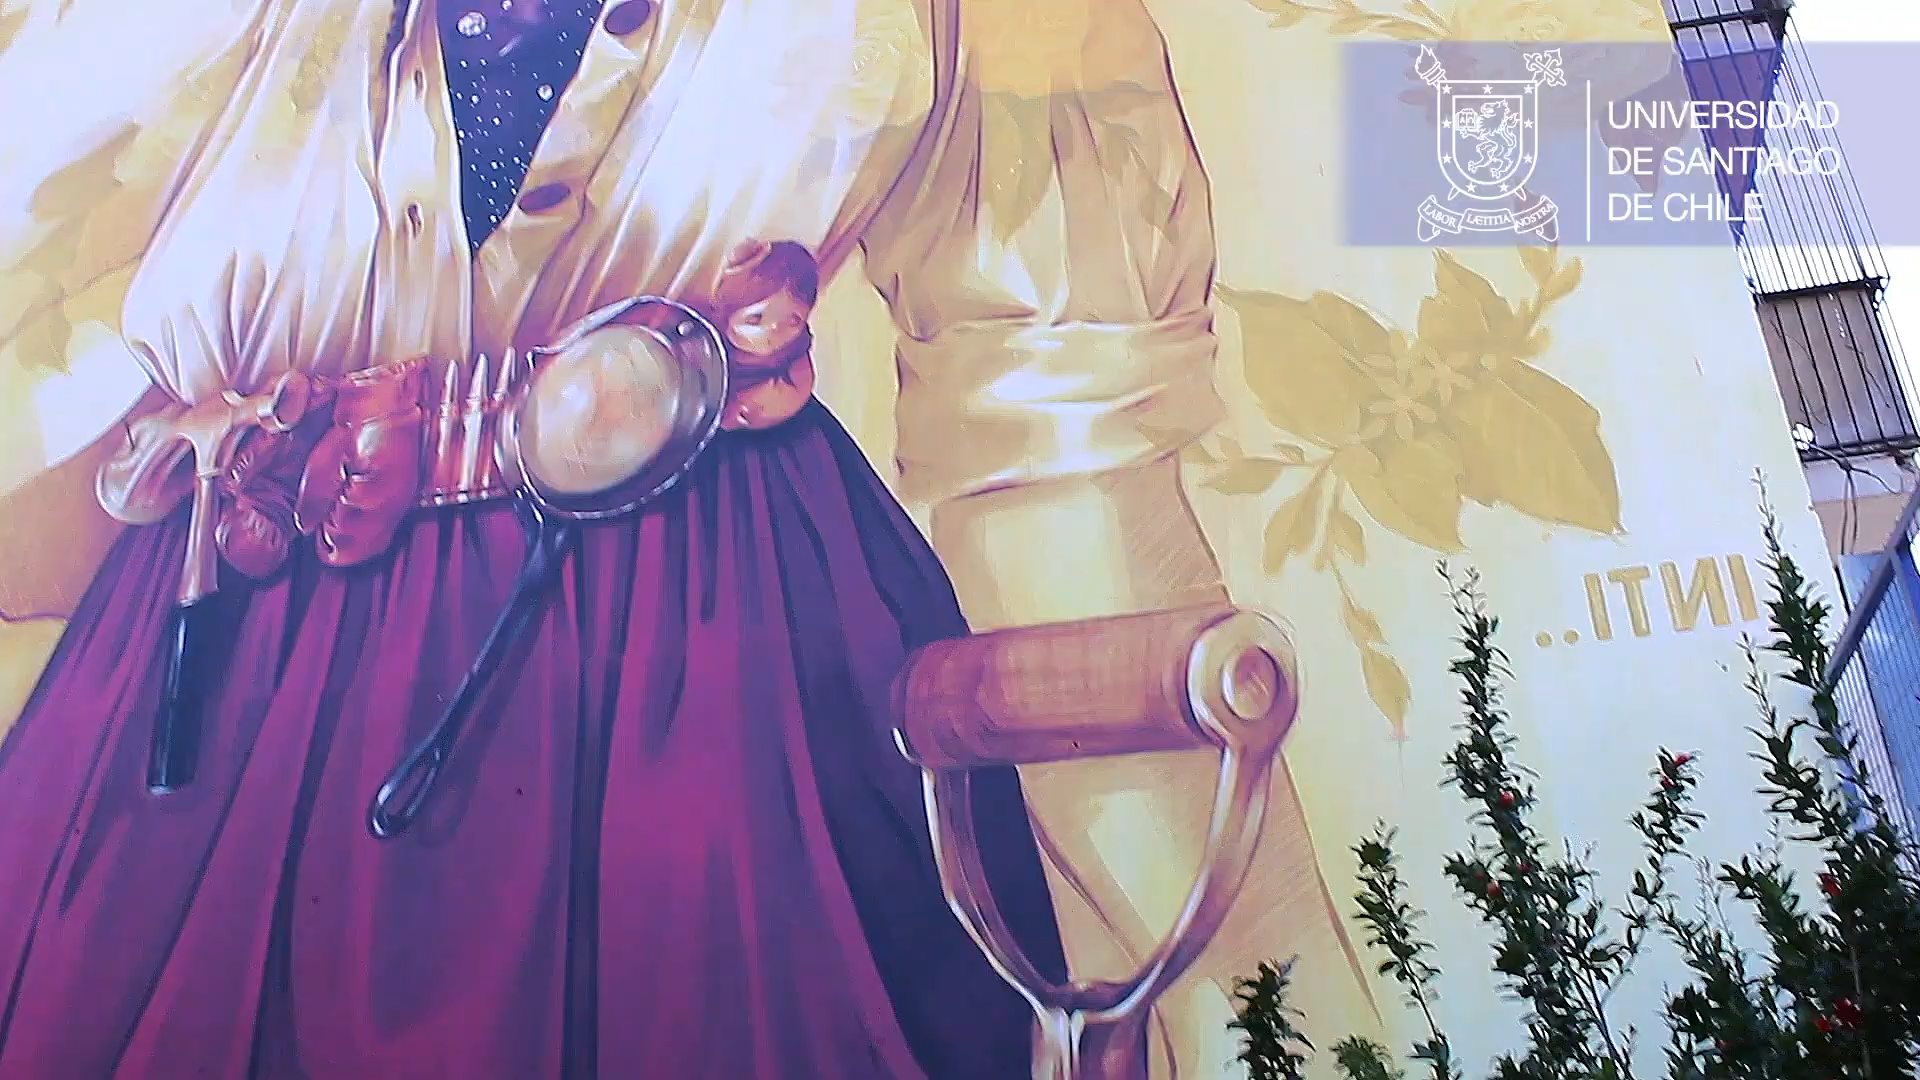 UNIVERSIDAD
DE SANTIAGO
DE CHILE
LABOR LÆTITIA NOSTRA
INTI..